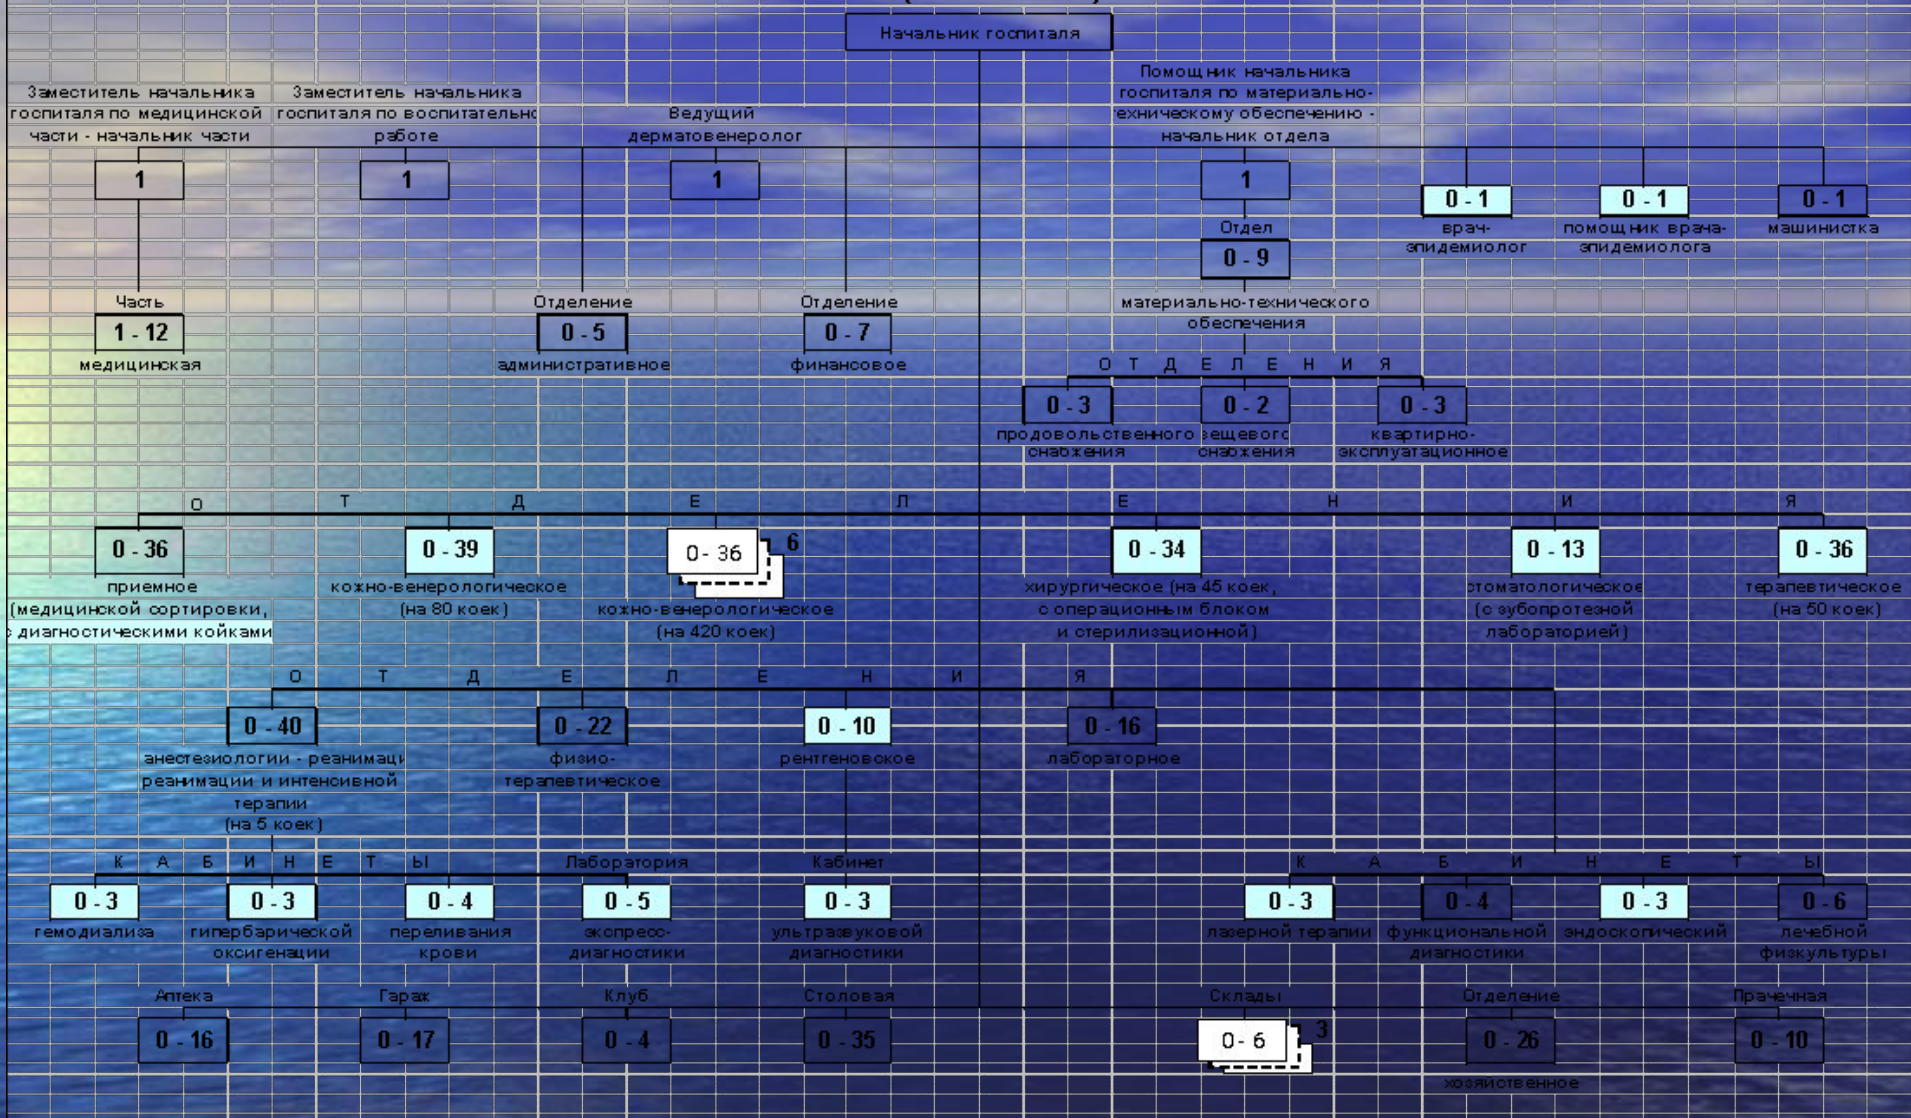 Начальник госпиталя
Заместитель начальника
госпиталя по медицинской
части - начальник части
1
Заместитель начальника
госпиталя по воспитательно
работе
1
Ведущий
дерматовенеролог
1
Помощник начальника
госпиталя по материально-
ехническому обеспечению -
начальник отдела
1
0 - 1
врач-
эпидемиолог
0 - 1
помощник врача-
эпидемиолога
0 - 1
машинистка
Отдел
0 - 9
материально-технического
обеспечения
Часть
1 - 12
медицинская
Отделение
0 - 5
административное
Отделение
0 - 7
финансовое
О Т Д Е Л Е Н И Я
0 - 3
продовольственного
снабжения
0 - 2
вещевого
снабжения
0 - 3
квартирно-
эксплуатационное
О Т Д Е Л Е Н И Я
0 - 36
приемное
(медицинской сортировки,
с диагностическими койками
0 - 39
кожно-венерологическое
(на 80 коек)
0- 36
6
кожно-венерологическое
(на 420 коек)
0 - 34
хирургическое (на 45 коек,
с операционным блоком
и стерилизационной)
0 - 13
стоматологическое
(с зубопротезной
лабораторией)
0 - 36
терапевтическое
(на 50 коек)
О Т Д Е Л Е Н И Я
0 - 40
анестезиологии - реанимаци
реанимации и интенсивной
терапии
(на 5 коек)
0 - 22
физио-
терапевтическое
0 - 10
рентгеновское
0 - 16
лабораторное
К А Б И Н Е Т Ы
0 - 3
гемодиализа
0 - 3
гипербарической
оксигенации
0 - 4
переливания
крови
Лаборатория
0 - 5
экспресс-
диагностики
Кабинет
0 - 3
ультразвуковой
диагностики
К А Б И Н Е Т Ы
0 - 3
лазерной терапии
0 - 4
функциональной
диагностики
0 - 3
эндоскопический
0 - 6
лечебной
физкультуры
Аптека
0 - 16
Гараж
0 - 17
Клуб
0 - 4
Столовая
0 - 35
Склады
0- 6
3
Отделение
0 - 26
хозяйственное
Прачечная
0 - 10